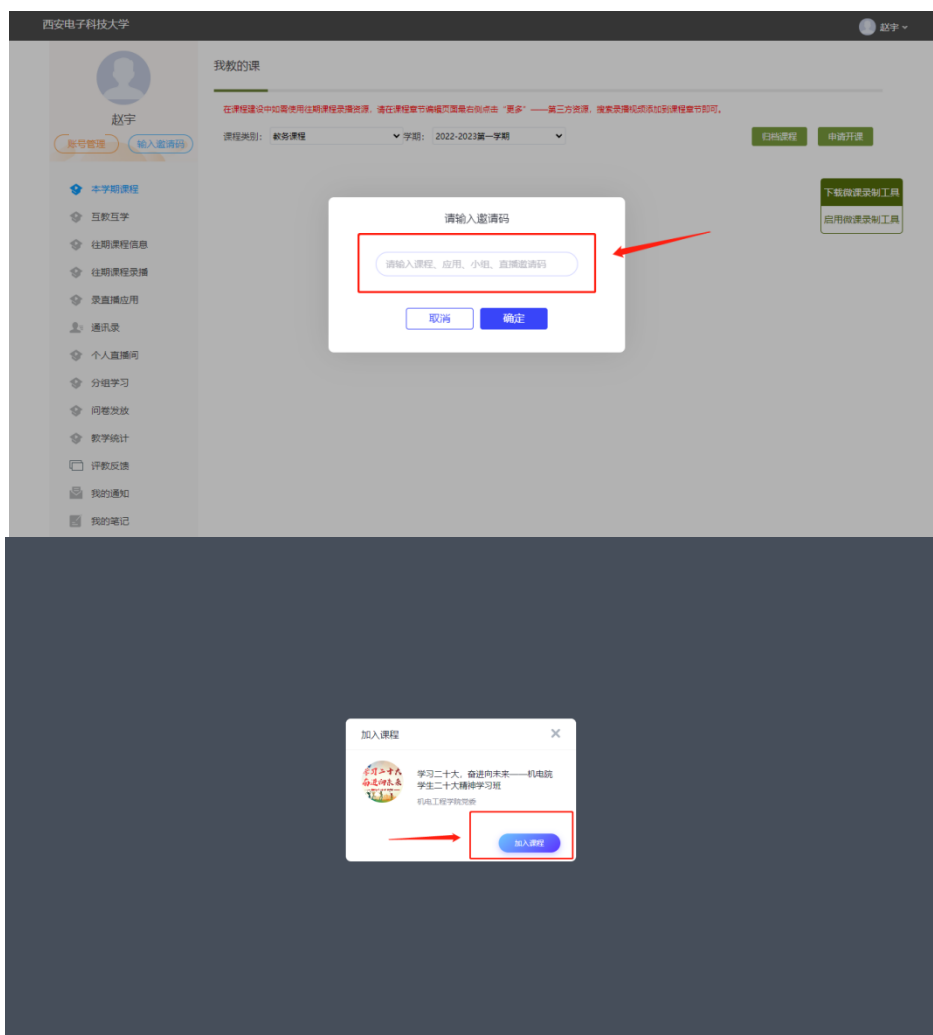 西安电子科技大学
赵宇
我教的课
在课程建设中如需使用往期课程录播资源，请在课程章节编辑页面最右侧点击“更多”——第三方资源，搜索录播视频添加到课程章节即可。
赵宇
账号管理 输入邀请码
课程类别： 教务课程 学期： 2022-2023第一学期 归档课程 申请开课
本学期课程
下载微课录制工具
启用微课录制工具
互教互学
往期课程信息
往期课程录播
录直播应用
通讯录
个人直播间
分组学习
问卷发放
教学统计
评教反馈
我的通知
我的笔记
请输入邀请码
请输入课程、应用、小组、直播邀请码
取消 确定
加入课程
学习二十大
奋进向未来
学习二十大、奋进向未来——机电院
学生二十大精神学习班
机电工程学院党委
加入课程